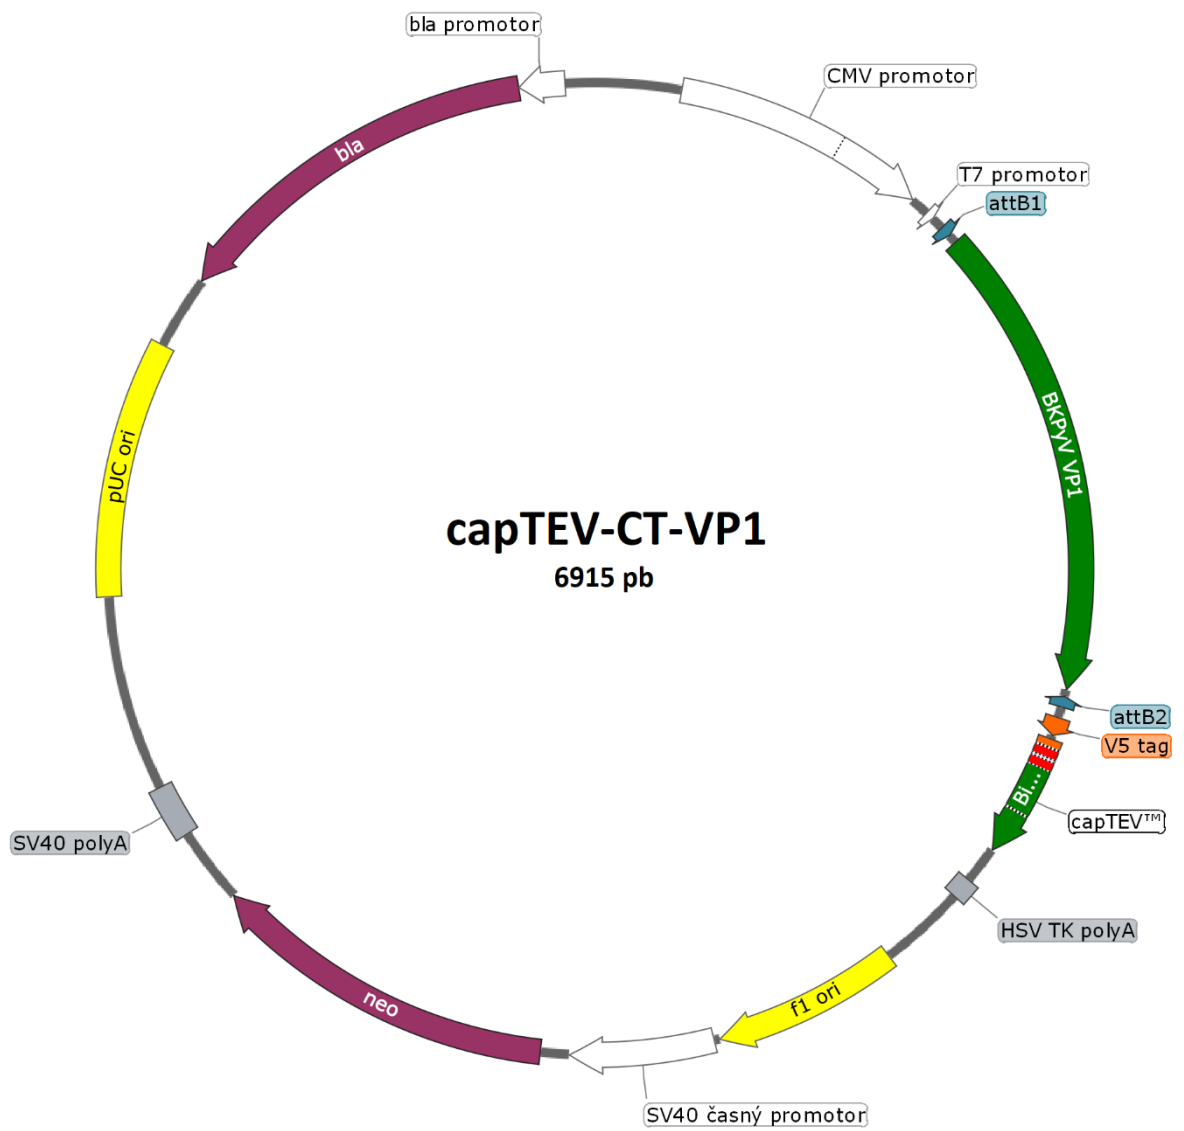 bla promotor
CMV promotor
T7 promotor
attB1
bla
BKPyV VP1
pUC ori
capTEV-CT-VP1
6915 pb
attB2
V5 tag
Bi...
capTEV™
SV40 polyA
HSV TK polyA
f1 ori
neo
SV40 časný promotor